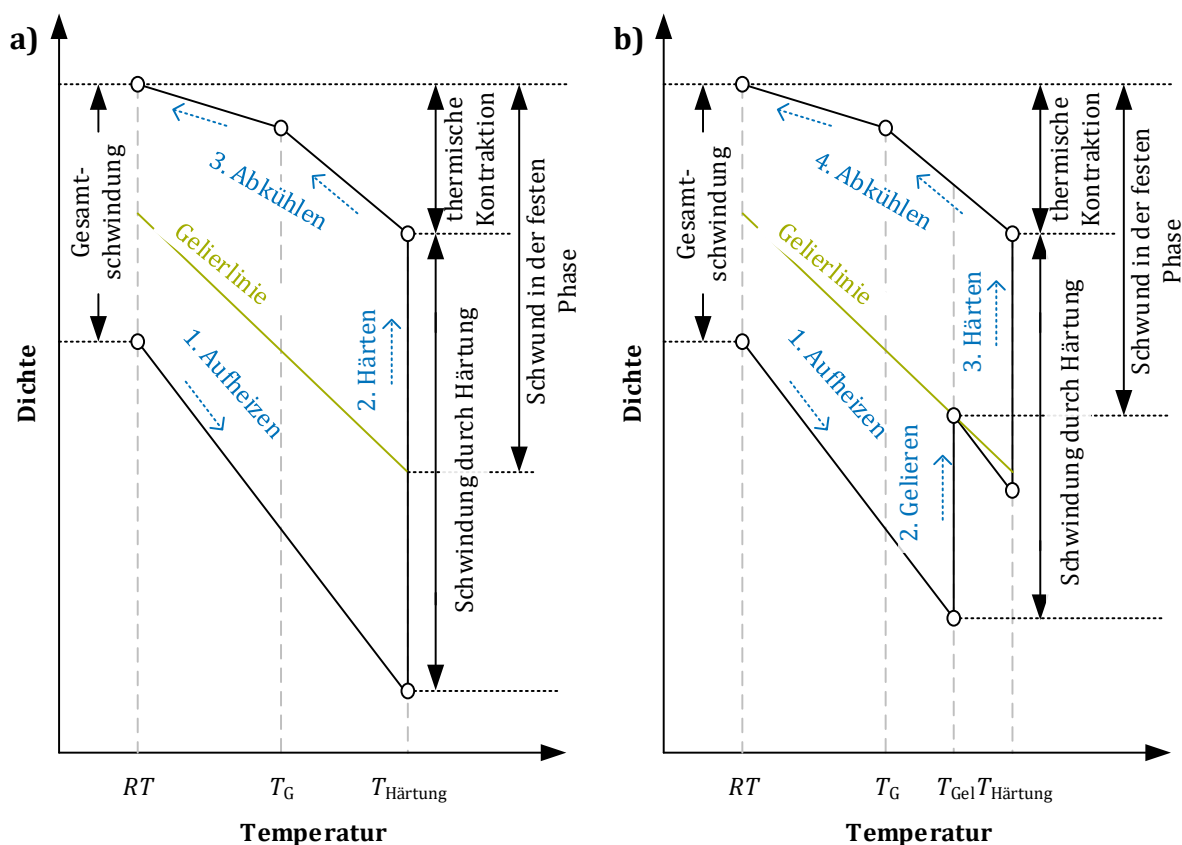 a)
Dichte
Gesamt-
schwindung
3. Abkühlen
Gelierlinie
1. Aufheizen
2. Härten
thermische
Kontraktion
Schwindung durch Härtung
Schwund in der festen
Phase
RT
T_G
T_Härtung
Temperatur
b)
Dichte
Gesamt-
schwindung
4. Abkühlen
Gelierlinie
1. Aufheizen
2. Gelieren
3. Härten
thermische
Kontraktion
Schwindung durch Härtung
Schwund in der festen
Phase
RT
T_G
T_Gel T_Härtung
Temperatur